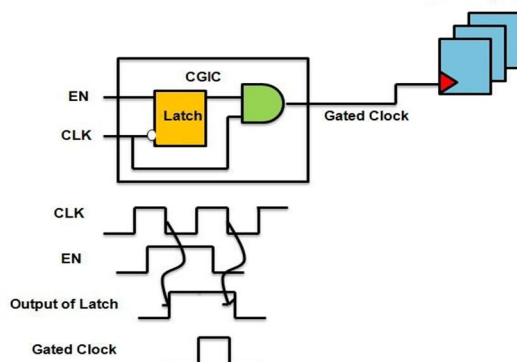 CGIC
EN
Latch
CLK
Gated Clock
CLK
EN
Output of Latch
Gated Clock